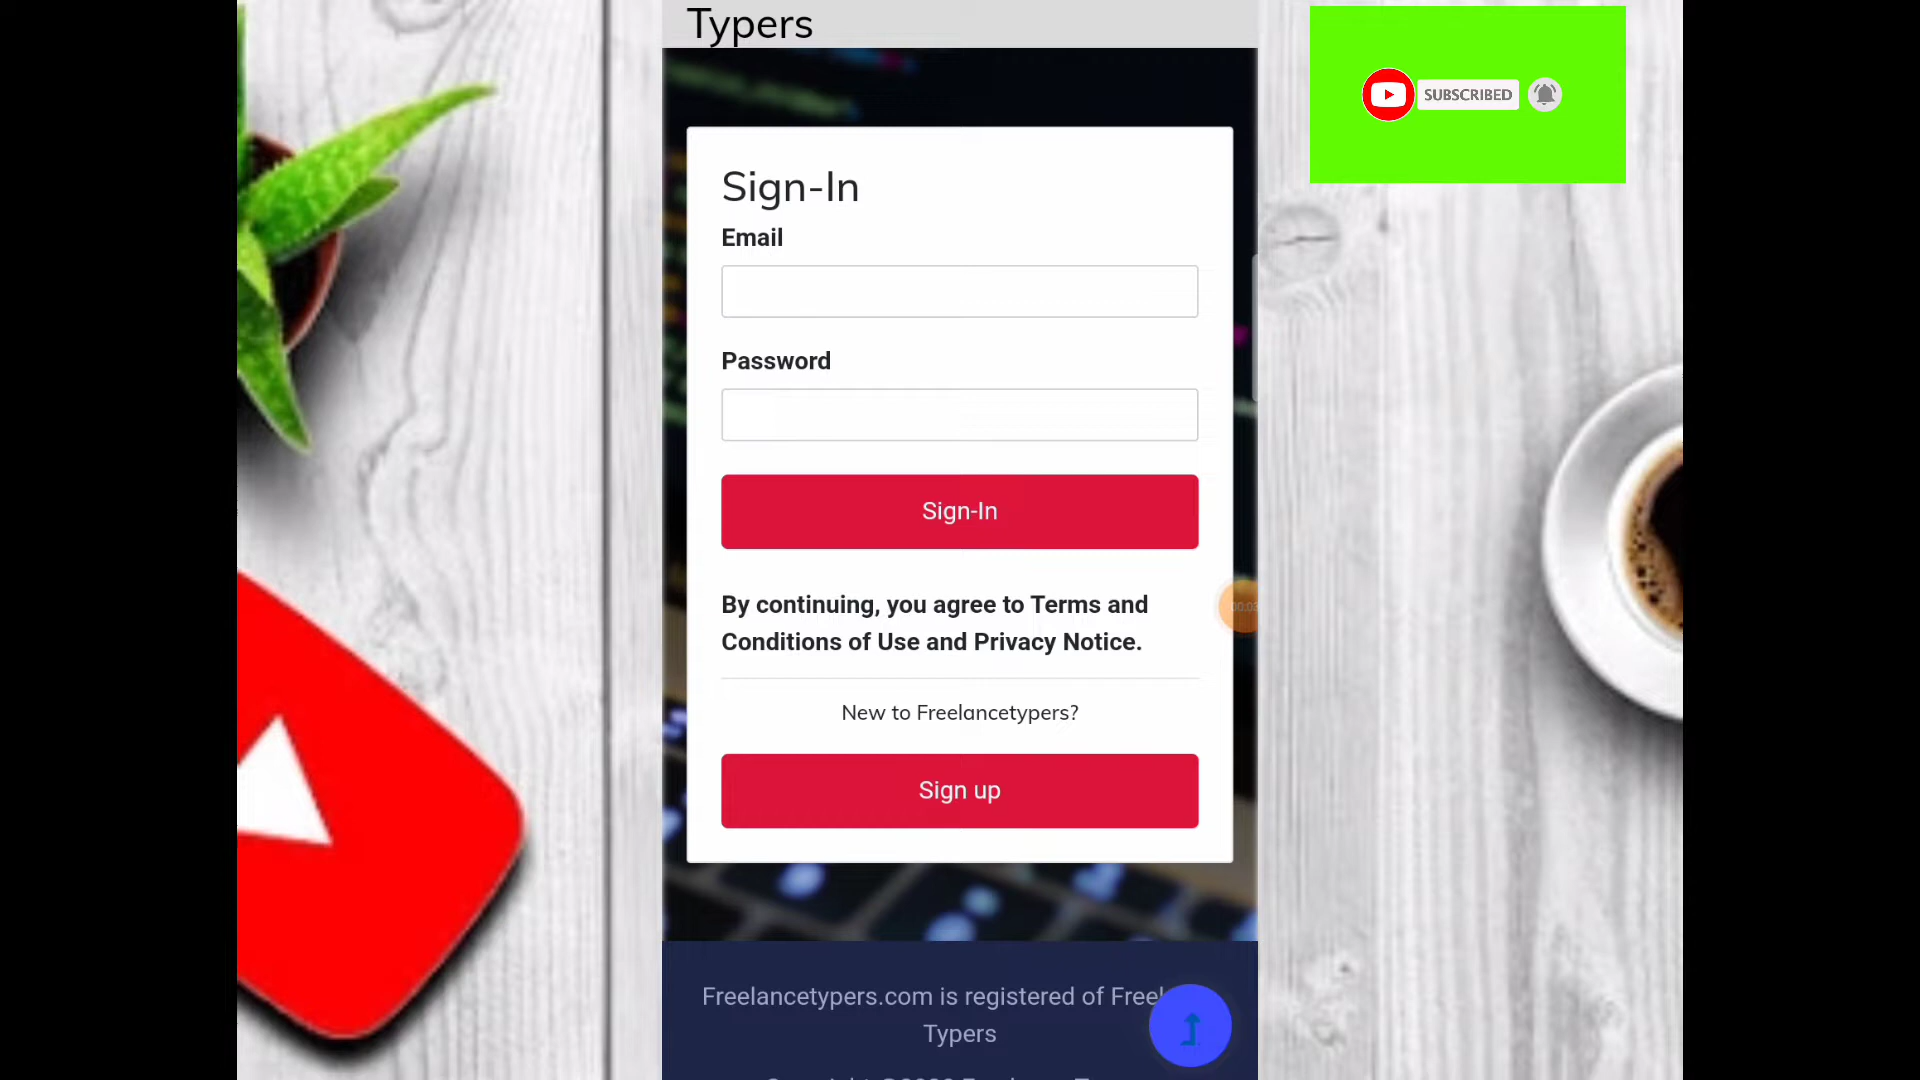 Typers
SUBSCRIBED
Sign-In
Email
Password
Sign-In
By continuing, you agree to Terms and
Conditions of Use and Privacy Notice.
New to Freelancetypers?
Sign up
Freelancetypers.com is registered of
Typers